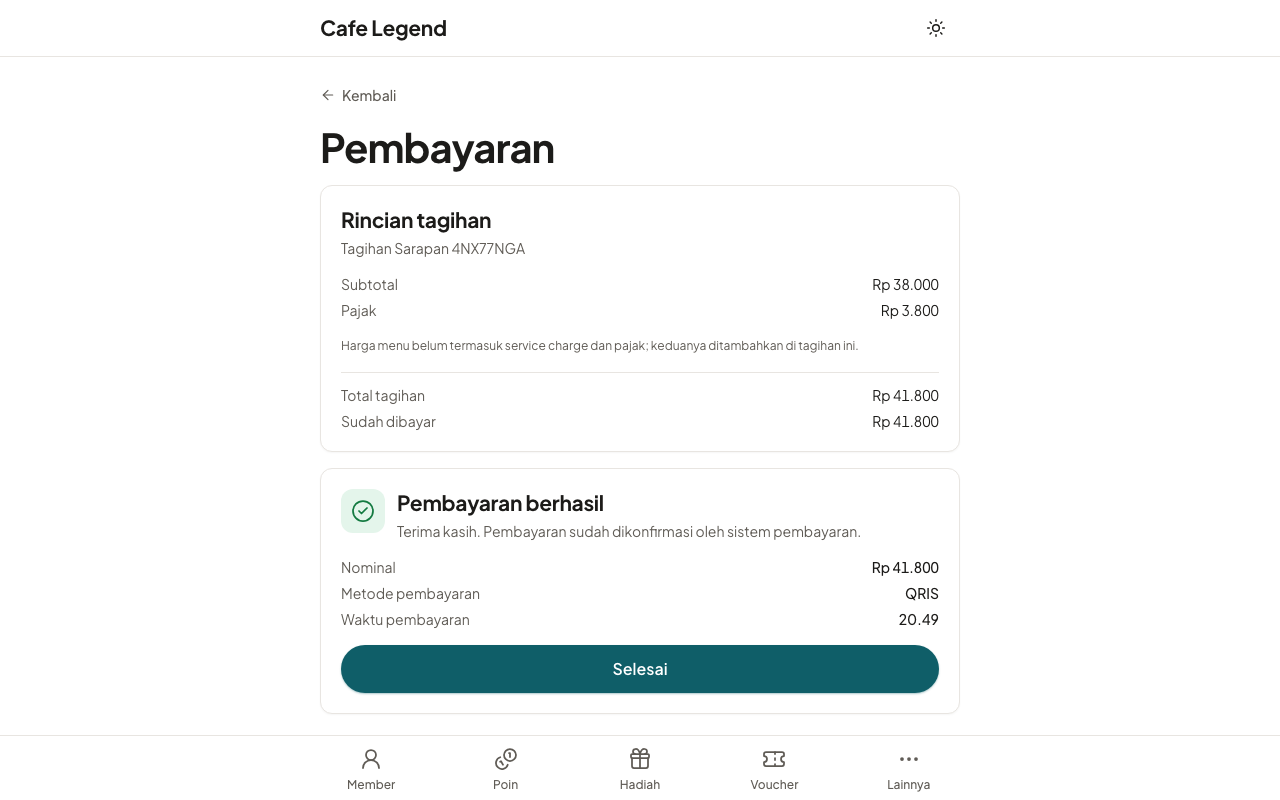 Cafe Legend
Kembali
Pembayaran
Rincian tagihan
Tagihan Sarapan 4NX77NGA
Subtotal Rp 38.000
Pajak Rp 3.800
Harga menu belum termasuk service charge dan pajak; keduanya ditambahkan di tagihan ini.
Total tagihan Rp 41.800
Sudah dibayar Rp 41.800
Pembayaran berhasil
Terima kasih. Pembayaran sudah dikonfirmasi oleh sistem pembayaran.
Nominal Rp 41.800
Metode pembayaran QRIS
Waktu pembayaran 20.49
Selesai
Member Poin Hadiah Voucher Lainnya